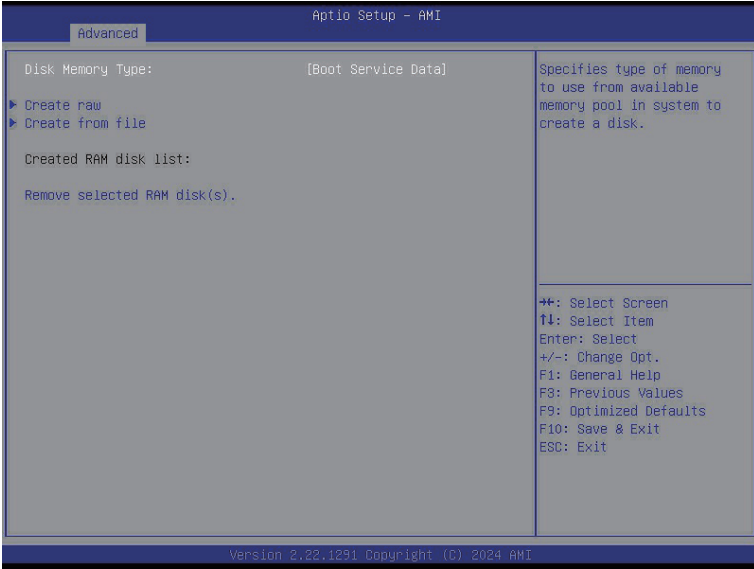 Aptio Setup – AMI
Advanced
Disk Memory Type: [Boot Service Data]
Create raw
Create from file
Created RAM disk list:
Remove selected RAM disk(s).
Specifies type of memory
to use from available
memory pool in system to
create a disk.
→←: Select Screen
↑↓: Select Item
Enter: Select
+/-: Change Opt.
F1: General Help
F3: Previous Values
F9: Optimized Defaults
F10: Save & Exit
ESC: Exit
Version 2.22.1291 Copyright (C) 2024 AMI